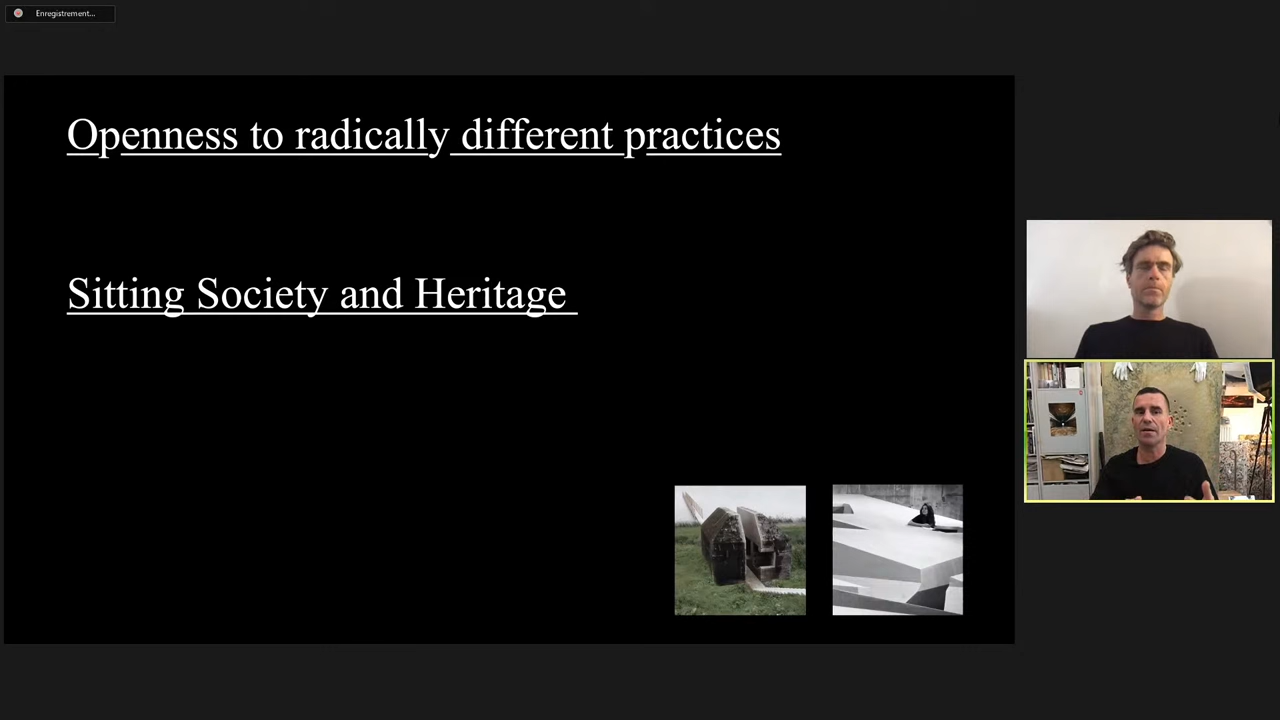 Enregistrement...
Openness to radically different practices
Sitting Society and Heritage